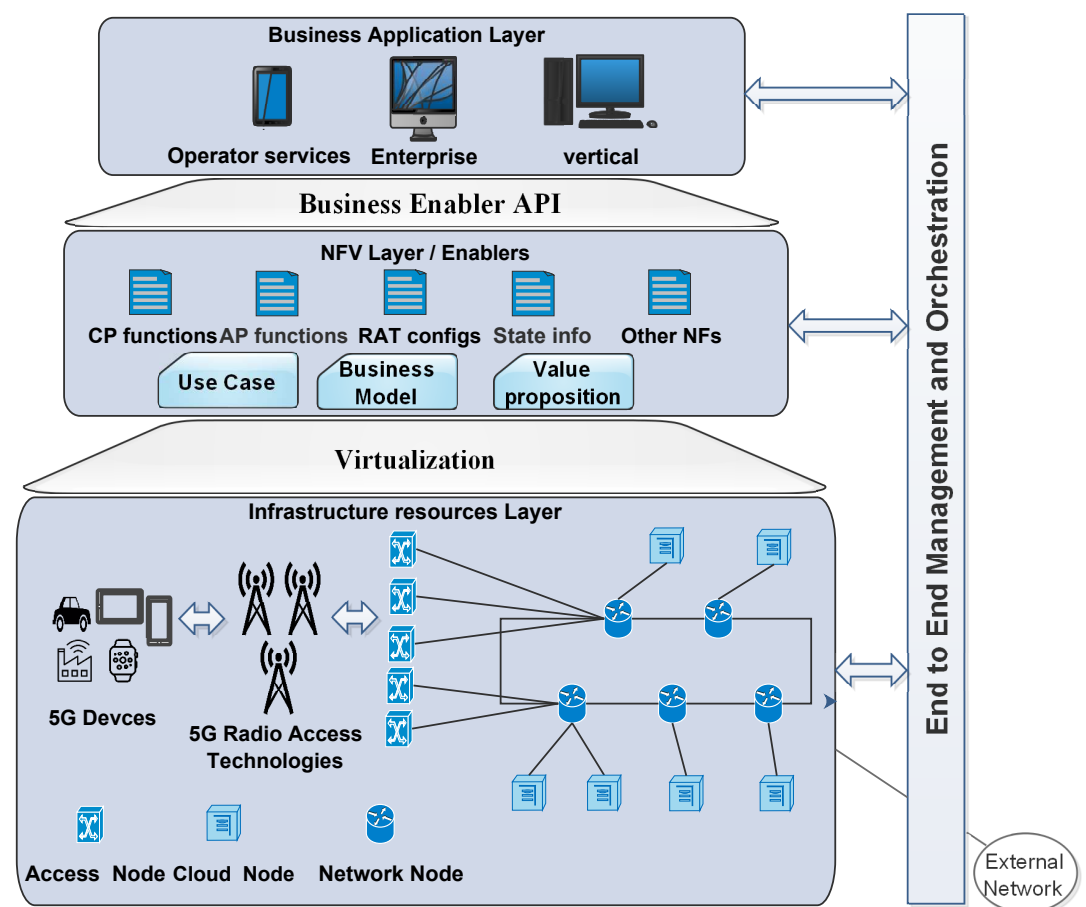 Business Application Layer
Operator services Enterprise vertical
Business Enabler API
NFV Layer / Enablers
CP functions AP functions RAT configs State info Other NFs
Use Case
Business
Model
Value
proposition
Virtualization
Infrastructure resources Layer
5G Devces
5G Radio Access
Technologies
Access Node Cloud Node Network Node
End to End Management and Orchestration
External
Network